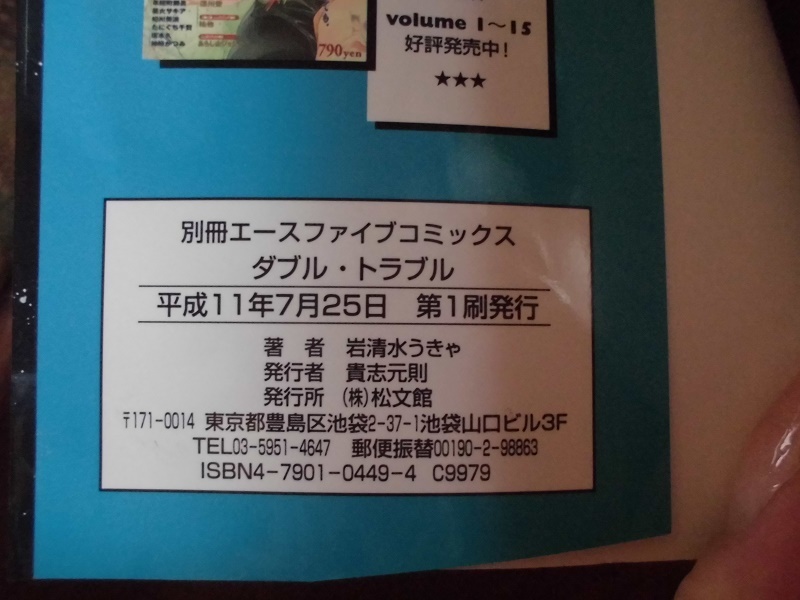 790yen
volume 1〜15
好評発売中!
★★★
別冊エースファイブコミックス
ダブル・トラブル
平成11年7月25日 第1刷発行
著 者 岩清水うきゃ
発行者 貴志元則
発行所 (株)松文館
〒171-0014 東京都豊島区池袋2-37-1池袋山口ビル3F
TEL03-5951-4647 郵便振替00190-2-98863
ISBN4-7901-0449-4 C9979